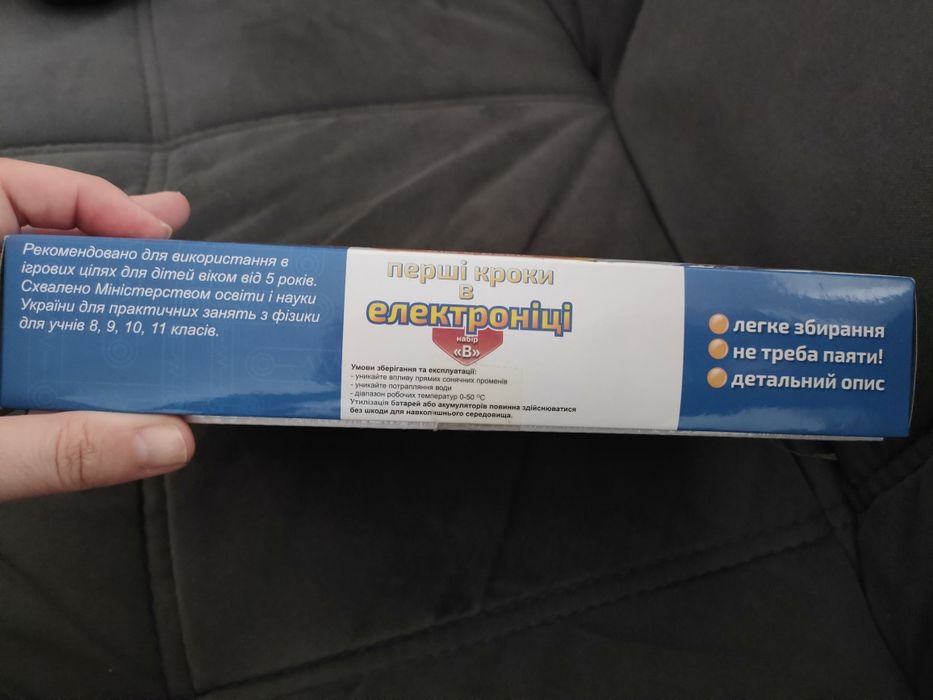 Рекомендовано для використання в
ігрових цілях для дітей віком від 5 років.
Схвалено Міністерством освіти і науки
України для практичних занять з фізики
для учнів 8, 9, 10, 11 класів.
перші кроки
в
електроніці
набір
«В»
Умови зберігання та експлуатації:
- уникайте впливу прямих сонячних променів
- уникайте потрапляння води
- діапазон робочих температур 0-50 ⁰С
Утилізація батарей або акумуляторів повинна здійснюватися
без шкоди для навколишнього середовища.
легке збирання
не треба паяти!
детальний опис